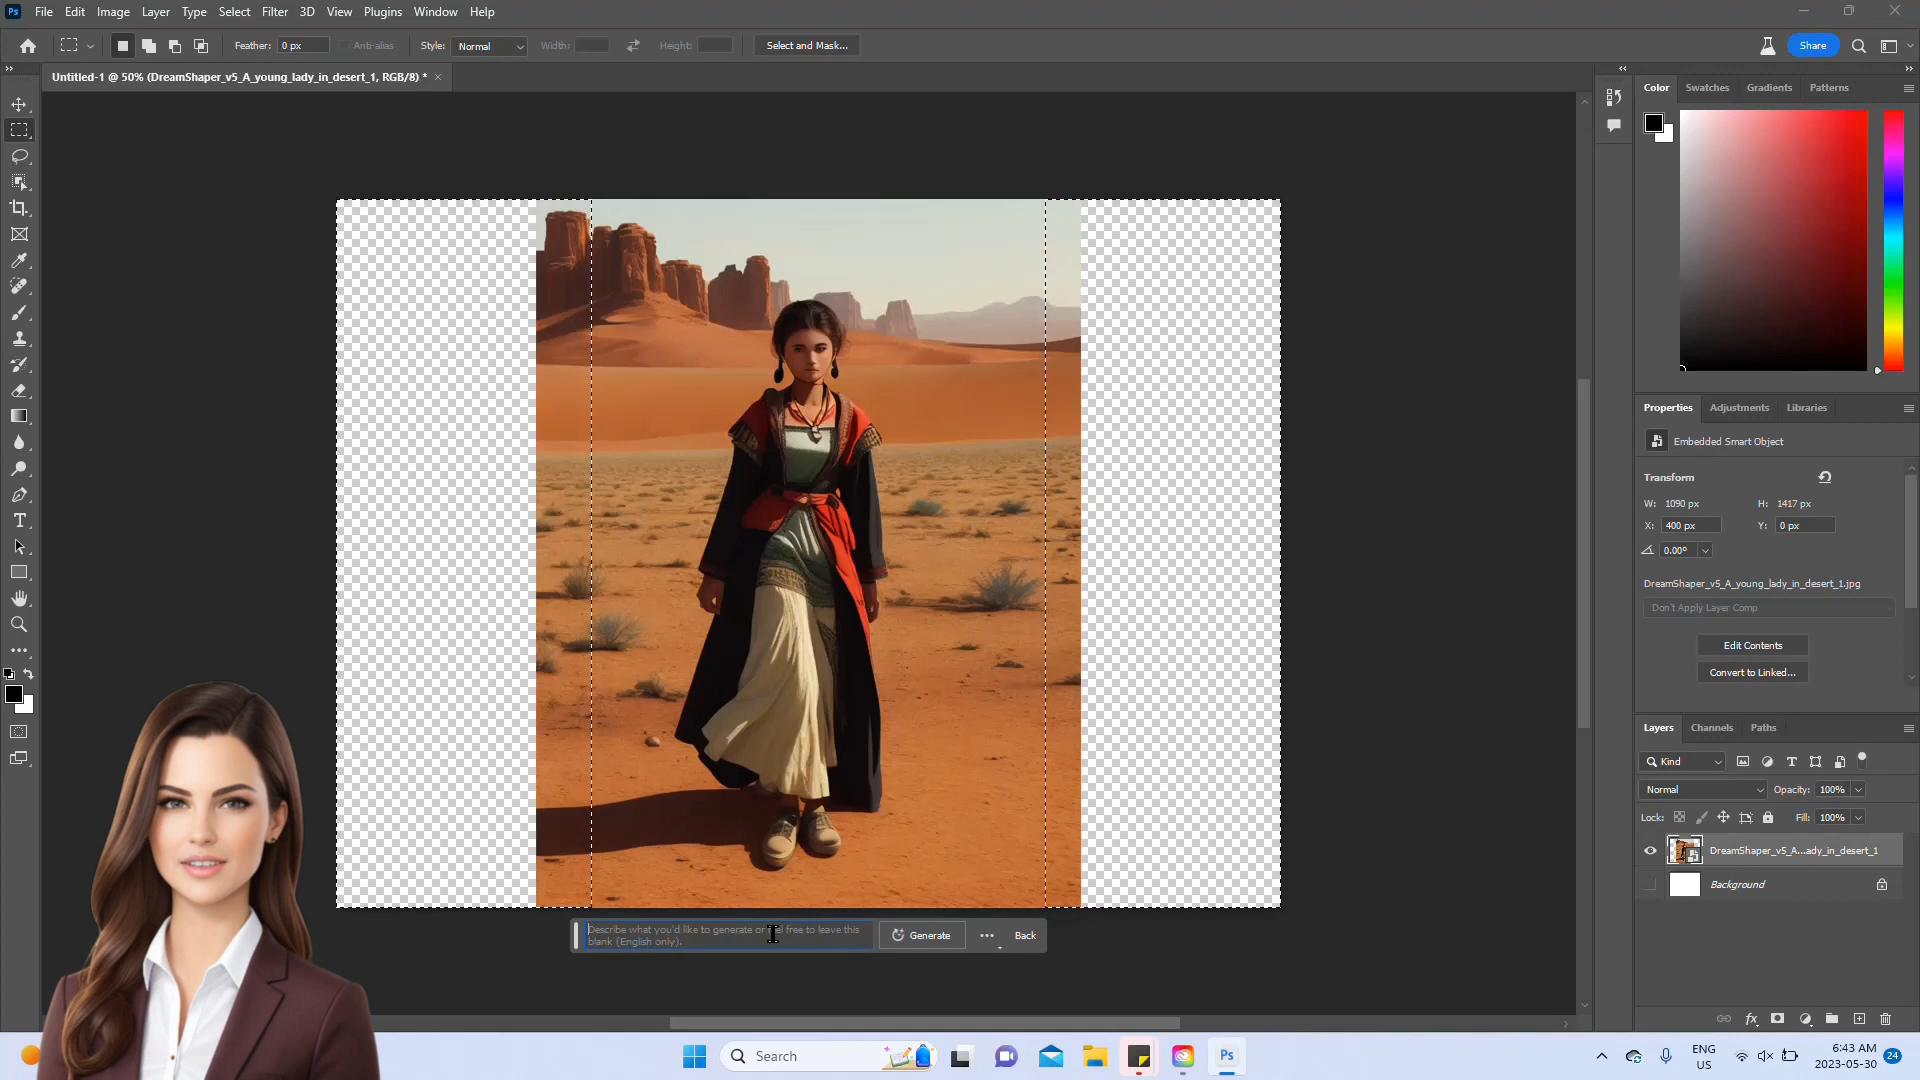 Ps File Edit Image Layer Type Select Filter 3D View Plugins Window Help
Feather: 0 px Anti-alias Style: Normal Width: Height: Select and Mask... Share
Untitled-1 @ 50% (DreamShaper_v5_A_young_lady_in_desert_1, RGB/8) * ×
Color Swatches Gradients Patterns
Properties Adjustments Libraries
Embedded Smart Object
Transform
W: 1090 px H: 1417 px
X: 400 px Y: 0 px
0.00°
DreamShaper_v5_A_young_lady_in_desert_1.jpg
Don't Apply Layer Comp
Edit Contents
Convert to Linked...
Layers Channels Paths
Kind
Normal Opacity: 100%
Lock: Fill: 100%
DreamShaper_v5_A...ady_in_desert_1
Background
Describe what you'd like to generate or free to leave this
blank (English only).
Generate ... Back
Search
Ps
ENG
US
6:43 AM
2023-05-30
24